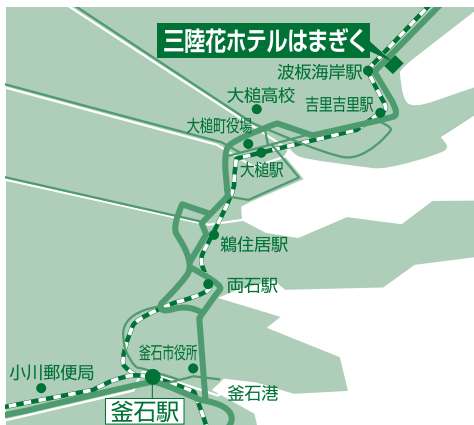 三陸花ホテルはまぎく
波板海岸駅
大槌高校
吉里吉里駅
大槌町役場
大槌駅
鵜住居駅
両石駅
釜石市役所
小川郵便局
釜石港
釜石駅